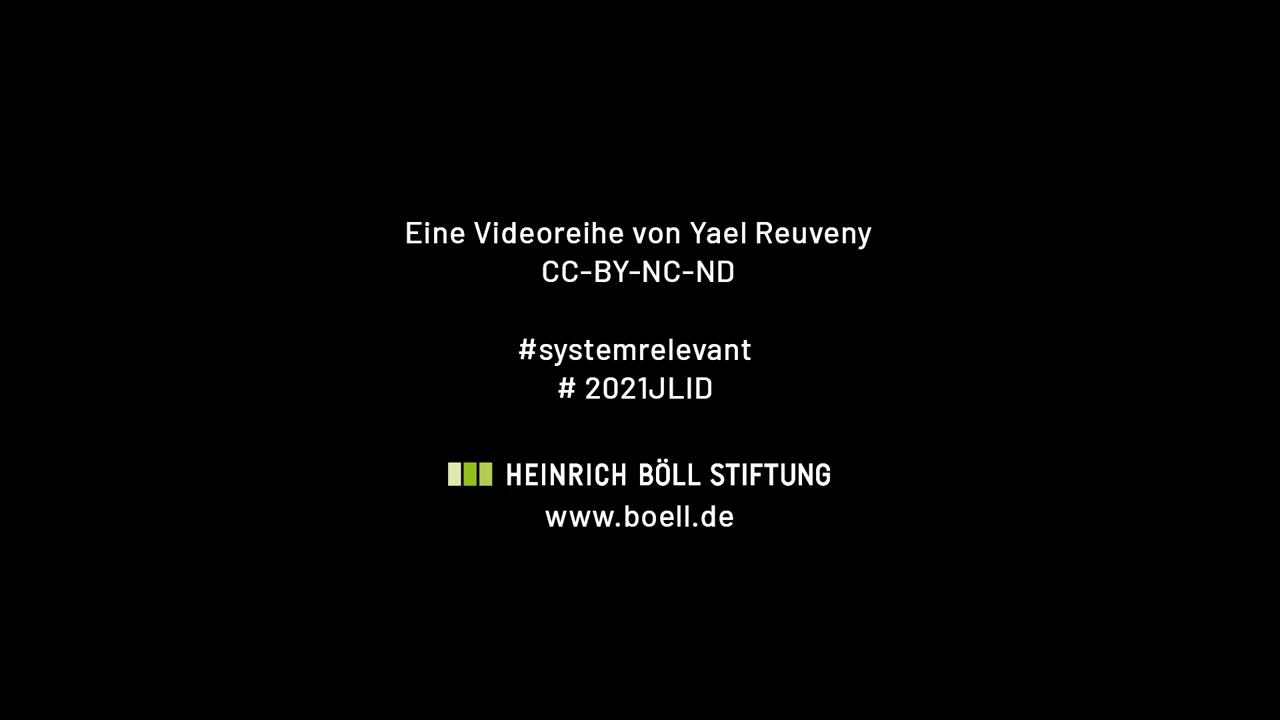 Eine Videoreihe von Yael Reuveny
CC-BY-NC-ND
#systemrelevant
# 2021JLID
HEINRICH BÖLL STIFTUNG
www.boell.de